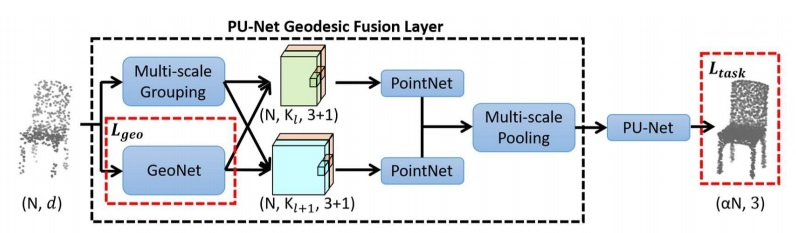 PU-Net Geodesic Fusion Layer
Multi-scale
Grouping
L_geo
GeoNet
(N, d)
(N, K_l, 3+1)
(N, K_{l+1}, 3+1)
PointNet
PointNet
Multi-scale
Pooling
PU-Net
L_task
(αN, 3)